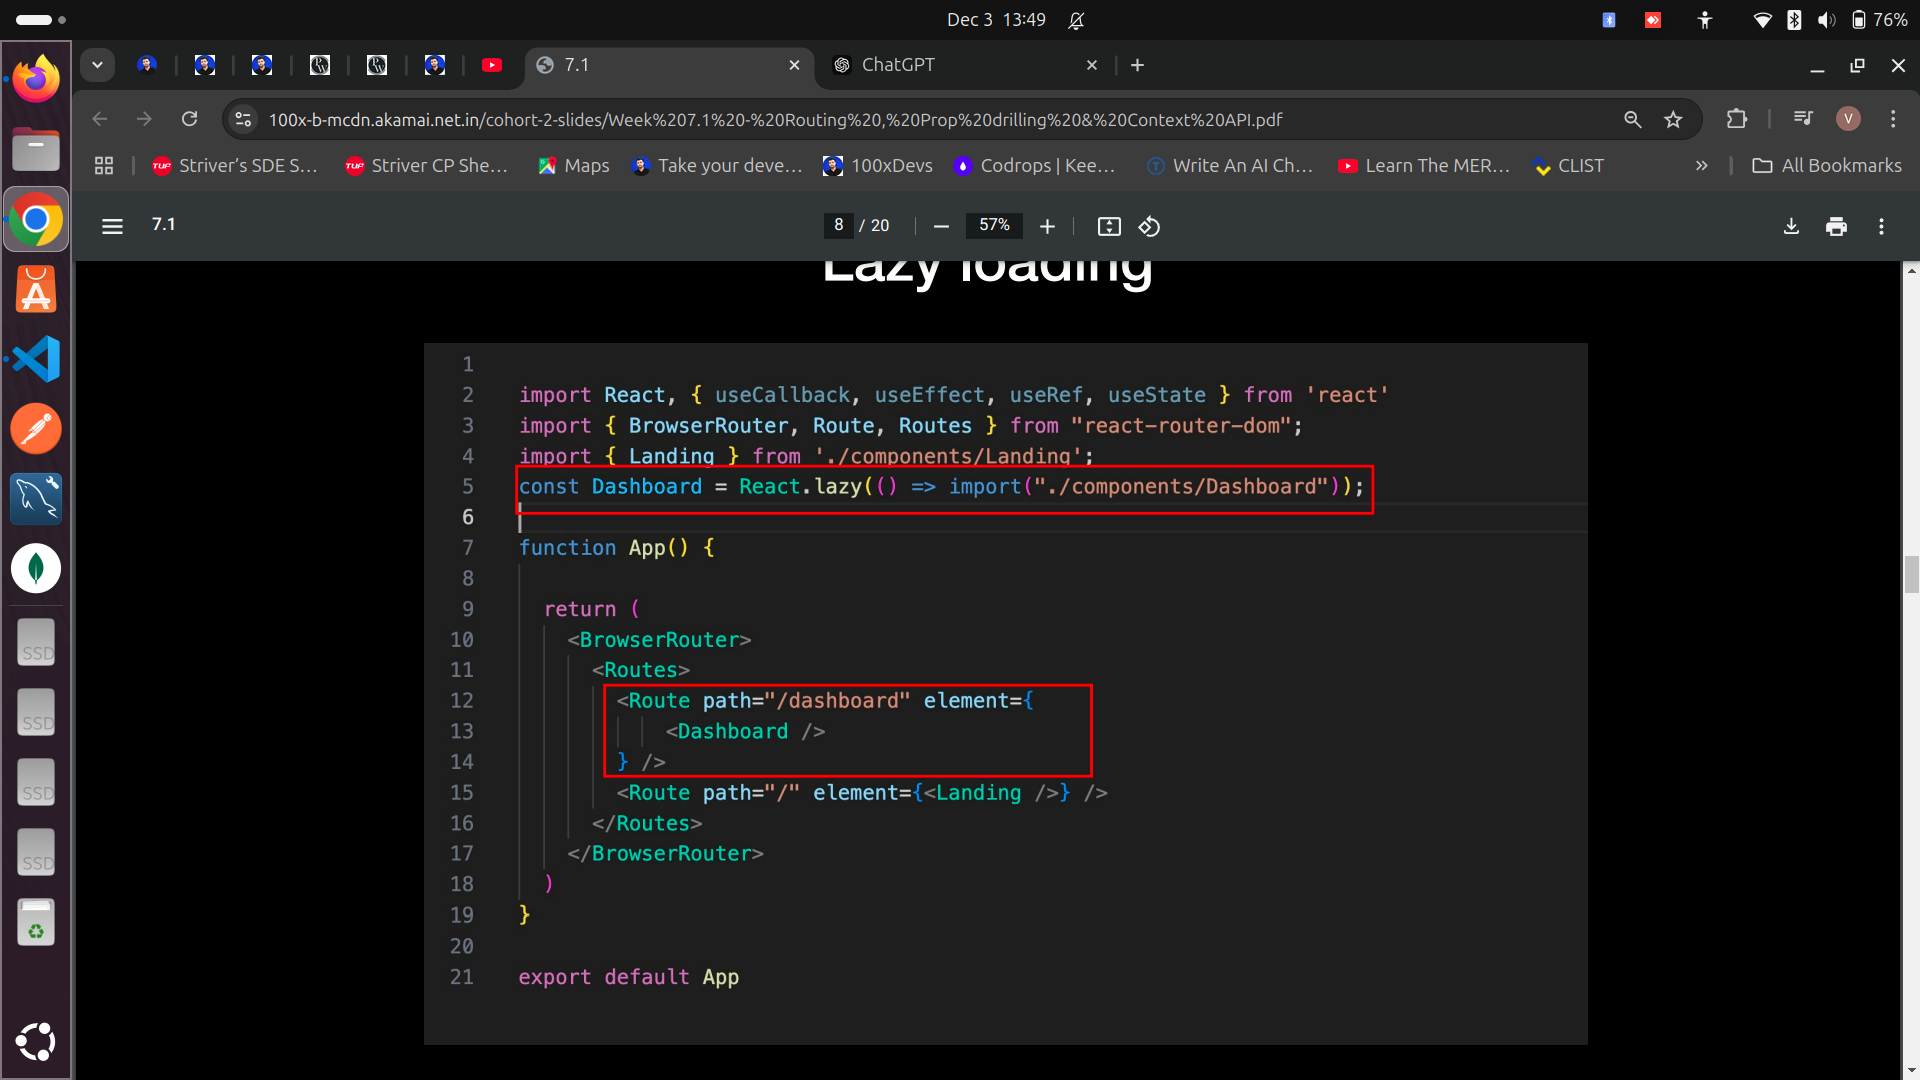 Dec 3 13:49
76%
7.1
ChatGPT
100x-b-mcdn.akamai.net.in/cohort-2-slides/Week%207.1%20-%20Routing%20,%20Prop%20drilling%20&%20Context%20API.pdf
V
TUF Striver's SDE S... TUF Striver CP She... Maps Take your deve... 100xDevs Codrops | Kee... Write An AI Ch... Learn The MER... CLIST » All Bookmarks
7.1
8 / 20
57%
Lazy loading
1
2 import React, { useCallback, useEffect, useRef, useState } from 'react'
3 import { BrowserRouter, Route, Routes } from "react-router-dom";
4 import { Landing } from './components/Landing';
5 const Dashboard = React.lazy(() => import("./components/Dashboard"));
6
7 function App() {
8
9 return (
10 <BrowserRouter>
11 <Routes>
12 <Route path="/dashboard" element={
13 <Dashboard />
14 } />
15 <Route path="/" element={<Landing />} />
16 </Routes>
17 </BrowserRouter>
18 )
19 }
20
21 export default App
SSD
SSD
SSD
SSD